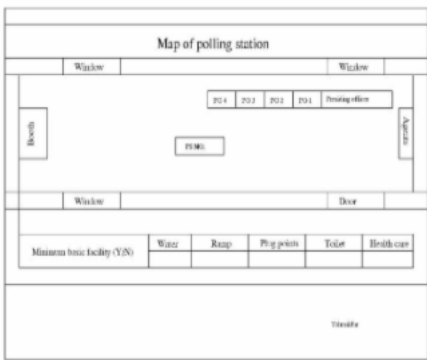 Map of polling station
Window Window
PO 4 PO 3 PO 2 PO 1 Presiding officer
Booth
Agents
Window Door
Minimum basic facility (Y/N) Water Ramp Plug points Toilet Health care